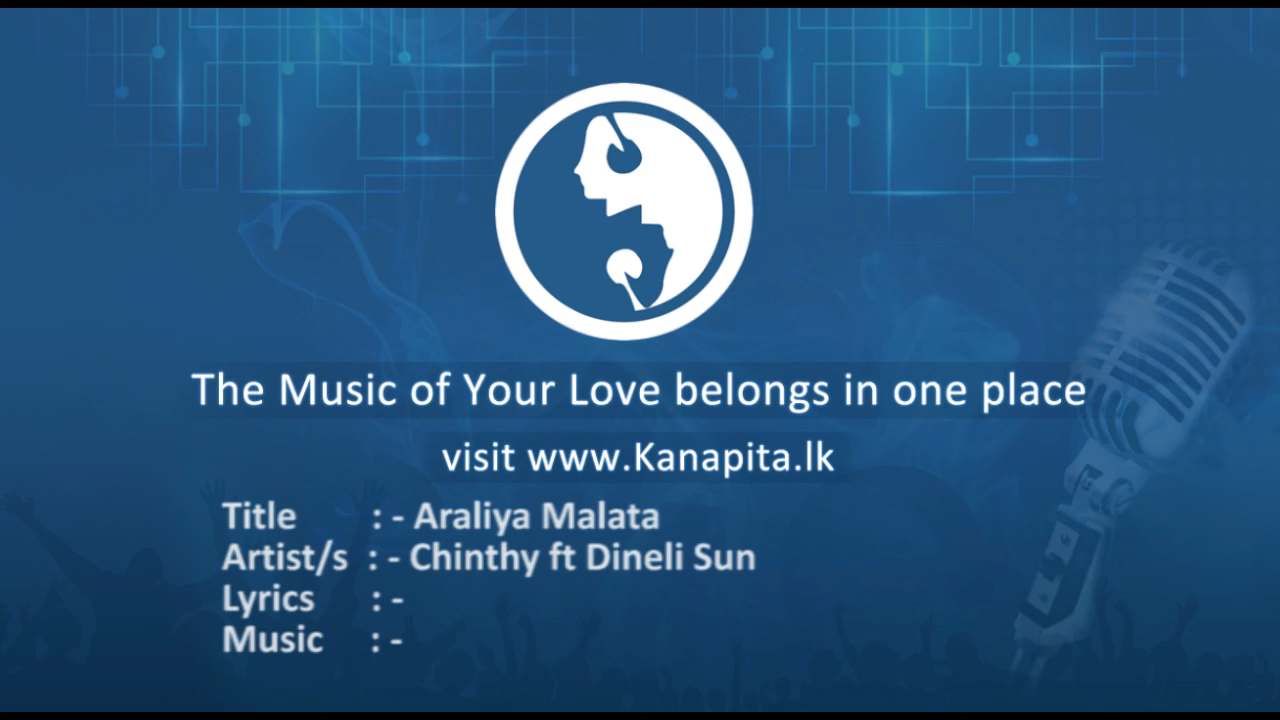 The Music of Your Love belongs in one place
visit www.Kanapita.lk
Title : - Araliya Malata
Artist/s : - Chinthy ft Dineli Sun
Lyrics : -
Music : -